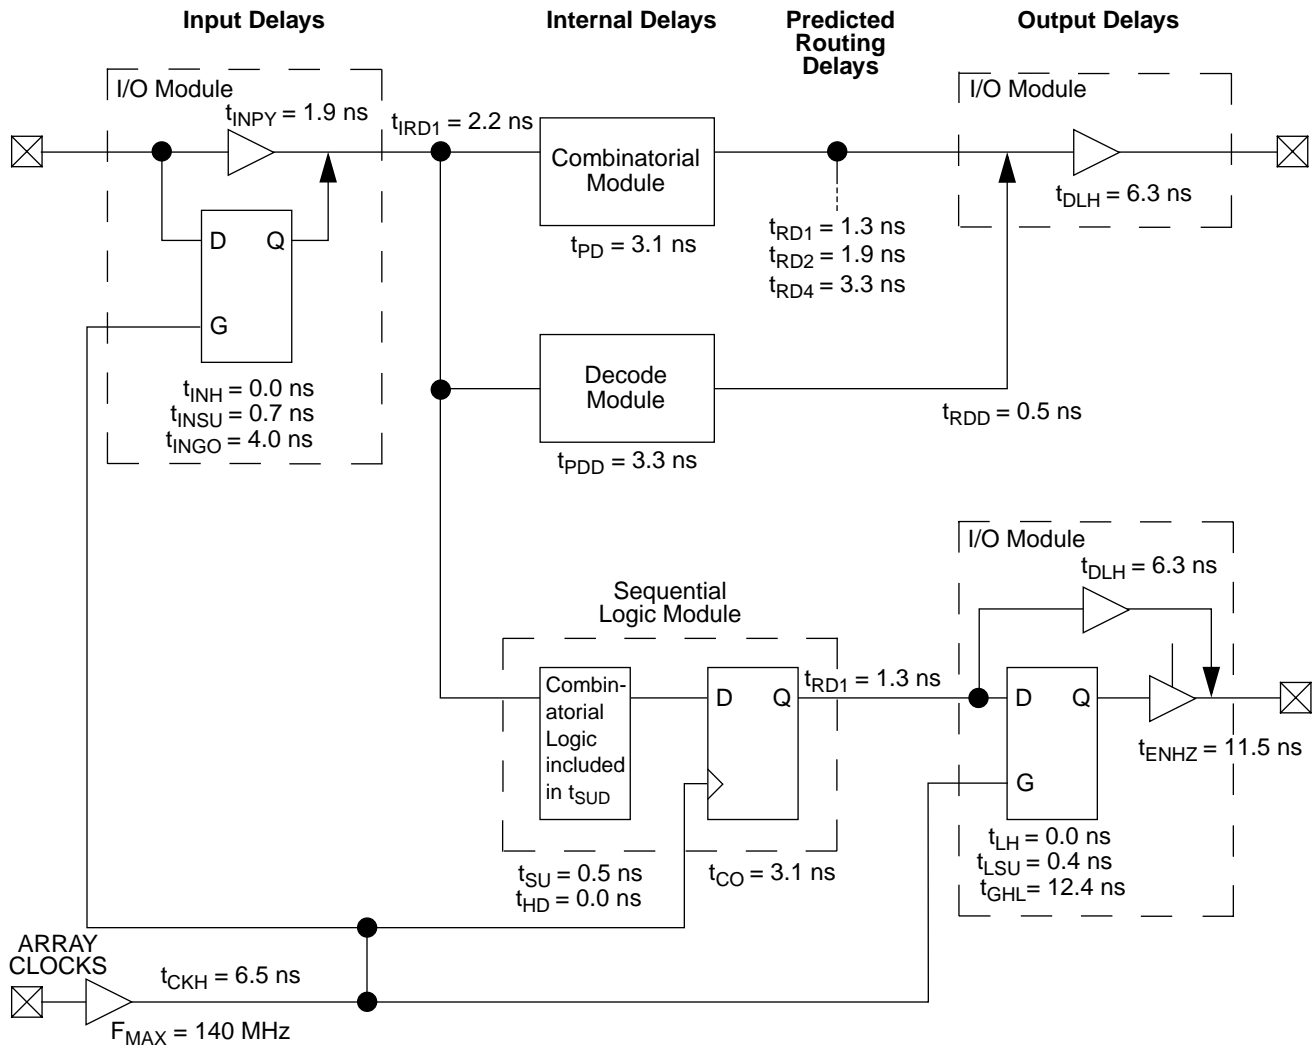 Input Delays
Internal Delays
Predicted
Routing
Delays
Output Delays
I/O Module
tINPY = 1.9 ns
tIRD1 = 2.2 ns
Combinatorial
Module
tPD = 3.1 ns
D Q
G
tINH = 0.0 ns
tINSU = 0.7 ns
tINGO = 4.0 ns
tRD1 = 1.3 ns
tRD2 = 1.9 ns
tRD4 = 3.3 ns
I/O Module
tDLH = 6.3 ns
Decode
Module
tPDD = 3.3 ns
tRDD = 0.5 ns
Sequential
Logic Module
Combin-
atorial
Logic
included
in tSUD
D Q
tSU = 0.5 ns
tHD = 0.0 ns
tCO = 3.1 ns
tRD1 = 1.3 ns
I/O Module
tDLH = 6.3 ns
D Q
G
tENHZ = 11.5 ns
tLH = 0.0 ns
tLSU = 0.4 ns
tGHL = 12.4 ns
ARRAY
CLOCKS
tCKH = 6.5 ns
FMAX = 140 MHz